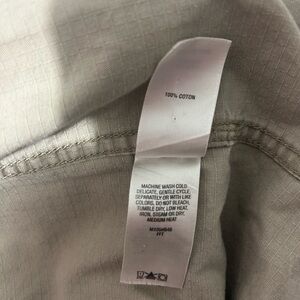 100% COTTON
MACHINE WASH COLD
DELICATE, GENTLE CYCLE
SEPARATELY OR WITH LIKE
COLORS, DO NOT BLEACH,
TUMBLE DRY, LOW HEAT,
IRON, STEAM OR DRY,
MEDIUM HEAT